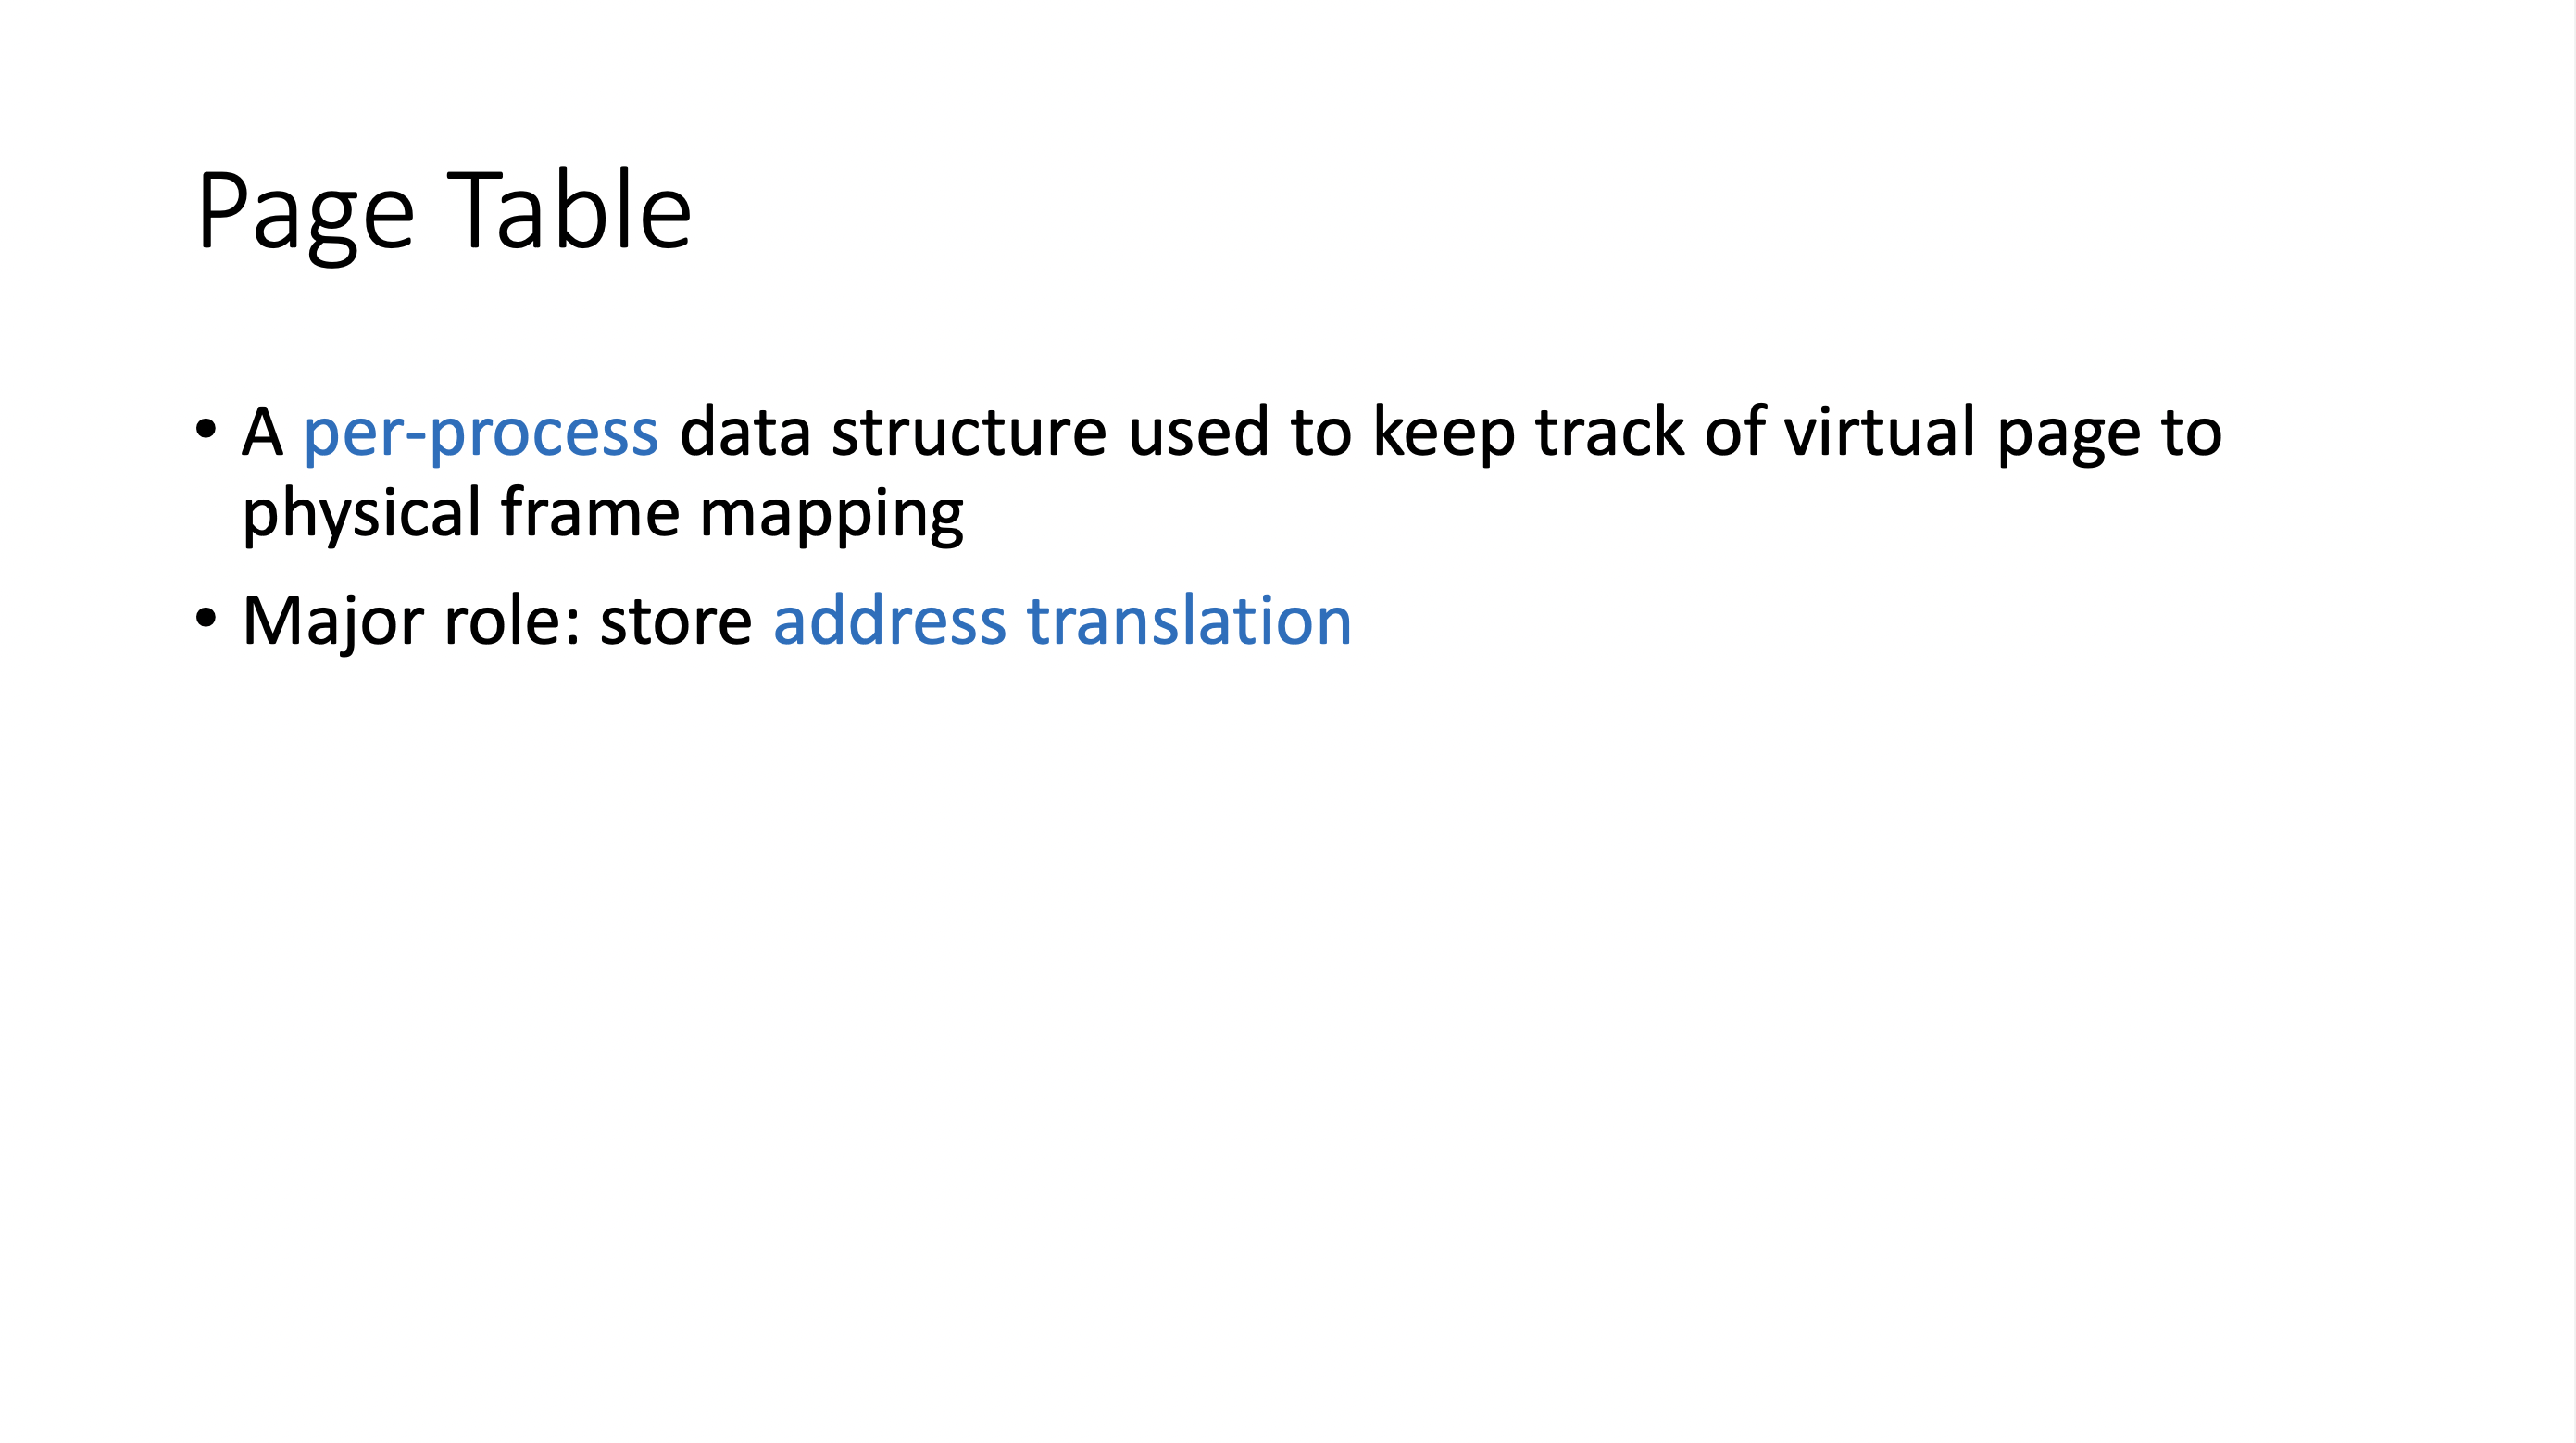 Page Table
• A per-process data structure used to keep track of virtual page to
physical frame mapping
• Major role: store address translation